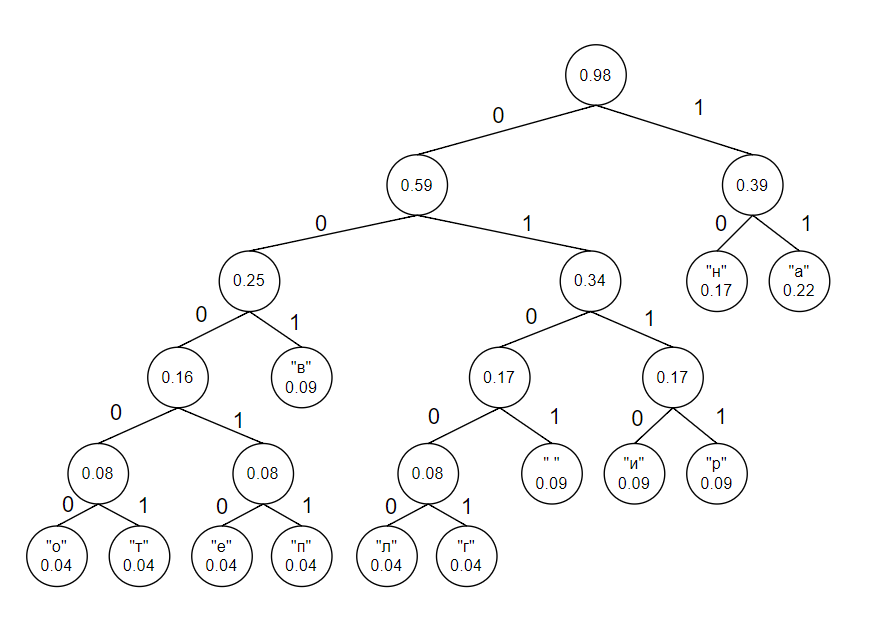 0.98
0 1
0.59 0.39
0 1 0 1
0.25 0.34 "н" "а"
0.17 0.22
0 1 0 1
0.16 "в" 0.17 0.17
0.09
0 1 0 1 0 1
0.08 0.08 0.08 " " "и" "р"
0.09 0.09 0.09
0 1 0 1 0 1
"о" "т" "е" "п" "л" "г"
0.04 0.04 0.04 0.04 0.04 0.04